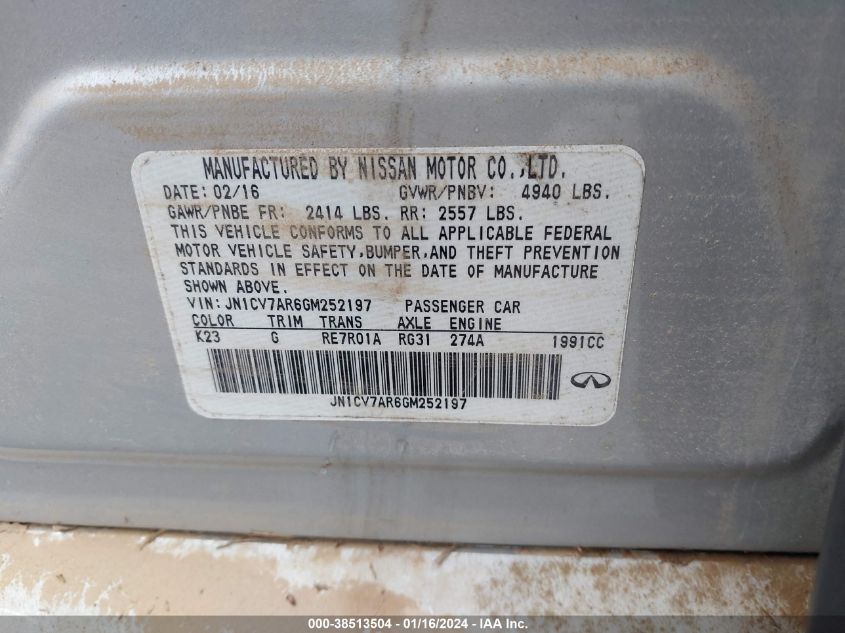 MANUFACTURED BY NISSAN MOTOR CO.,LTD.
DATE: 02/16 GVWR/PNBV: 4940 LBS.
GAWR/PNBE FR: 2414 LBS. RR: 2557 LBS.
THIS VEHICLE CONFORMS TO ALL APPLICABLE FEDERAL
MOTOR VEHICLE SAFETY,BUMPER,AND THEFT PREVENTION
STANDARDS IN EFFECT ON THE DATE OF MANUFACTURE
SHOWN ABOVE.
VIN: JN1CV7AR6GM252197 PASSENGER CAR
COLOR TRIM TRANS AXLE ENGINE
K23 G RE7R01A RG31 274A 1991CC
JN1CV7AR6GM252197
000-38513504 - 01/16/2024 - IAA Inc.